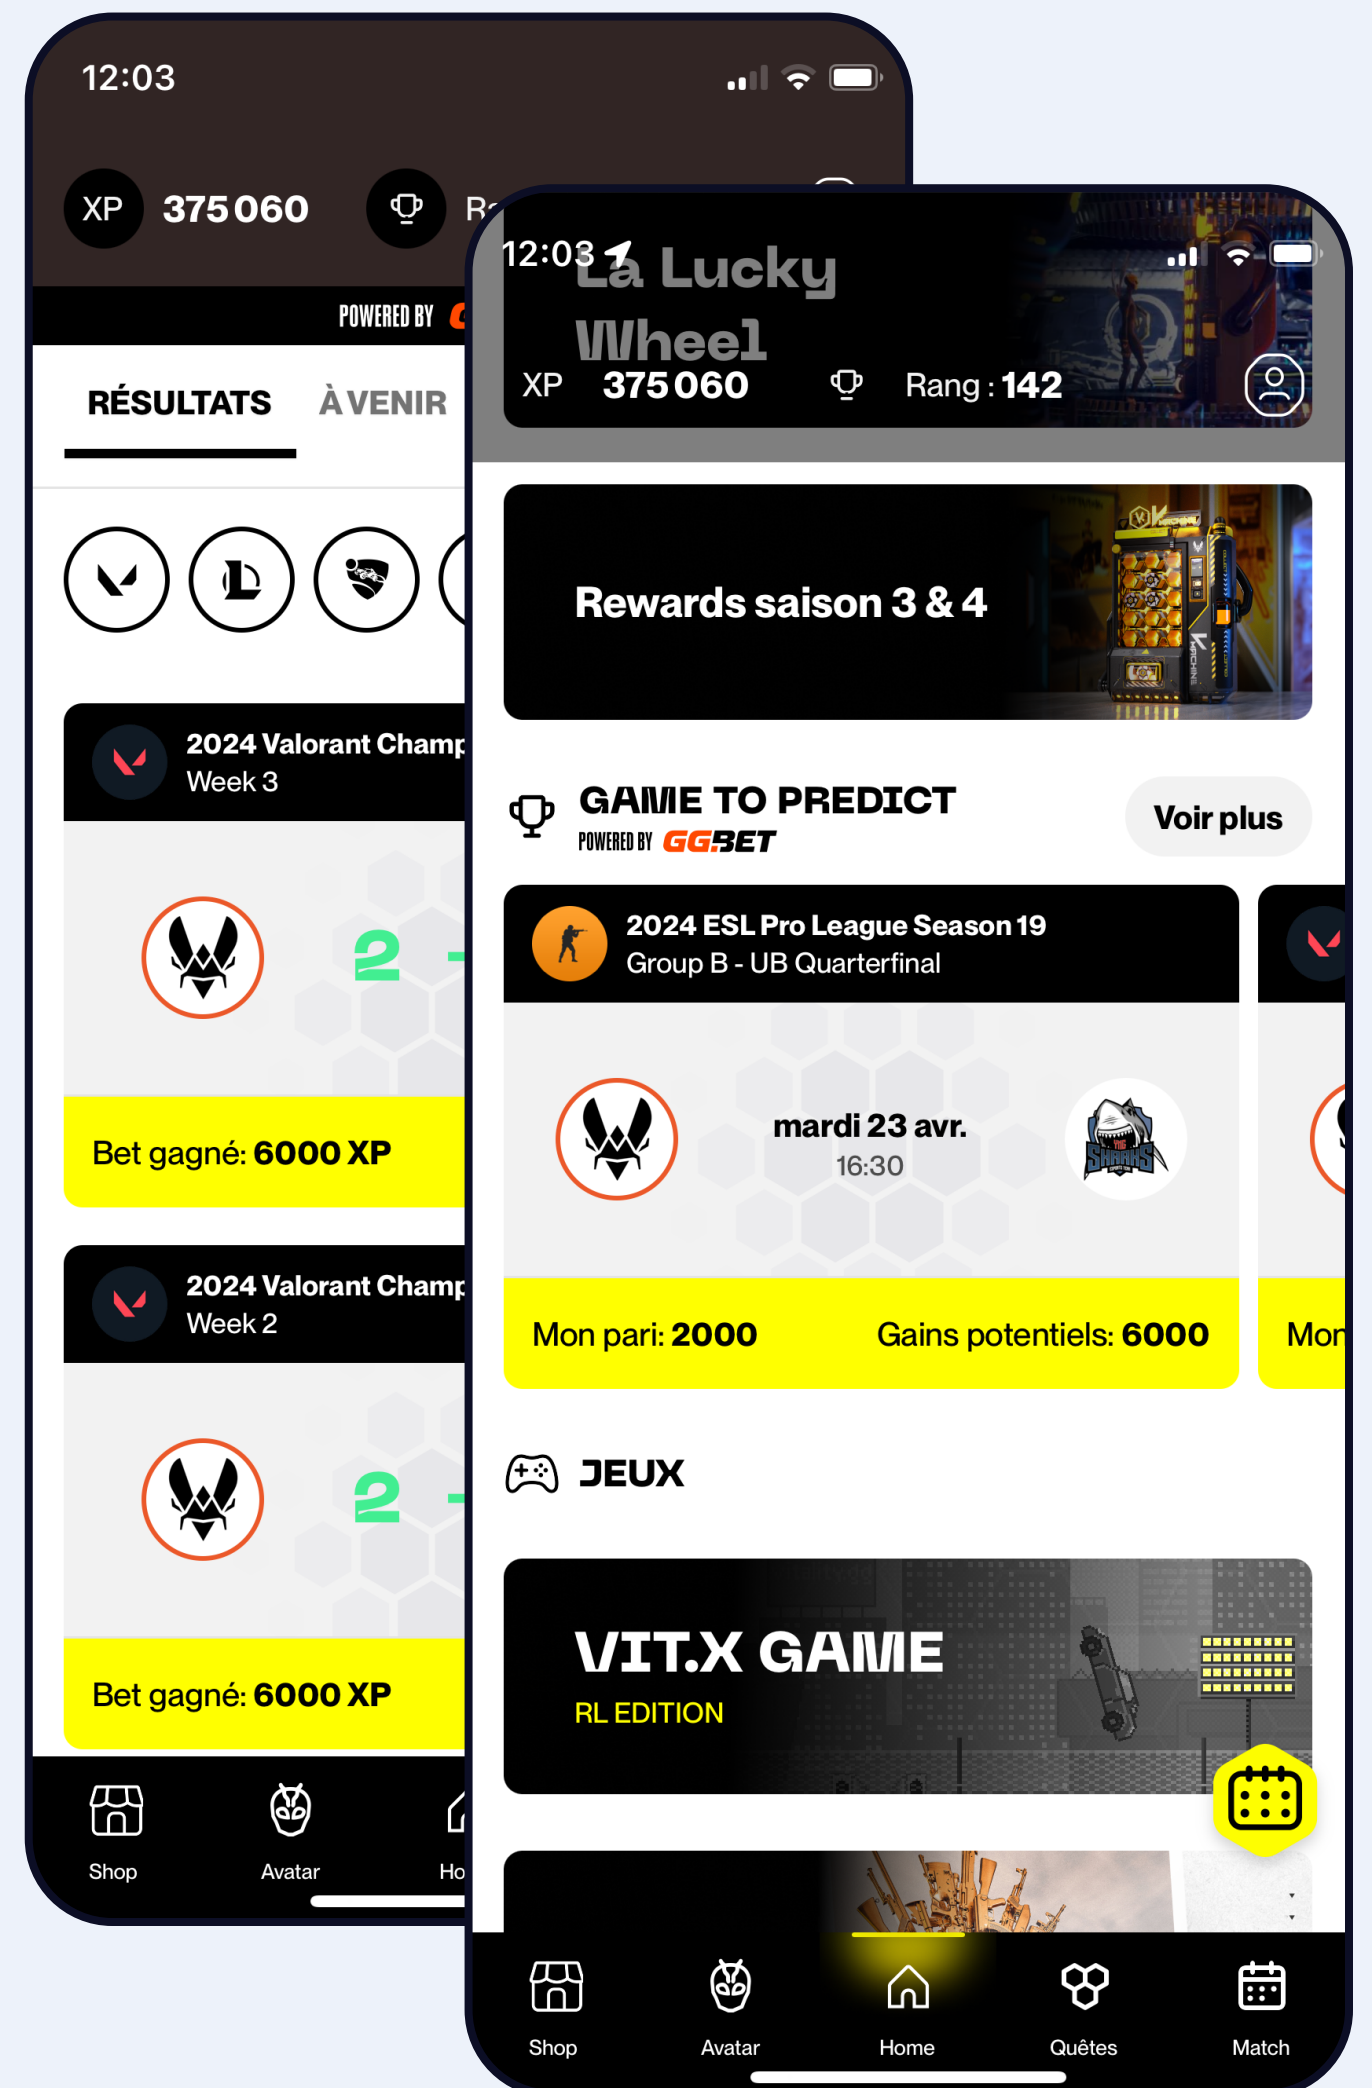 12:03
XP 375 060
POWERED BY
RÉSULTATS À VENIR
2024 Valorant Champ
Week 3
2 -
Bet gagné: 6000 XP
2024 Valorant Champ
Week 2
2 -
Bet gagné: 6000 XP
Shop Avatar Ho
12:03
La Lucky
Wheel
XP 375 060 Rang : 142
Rewards saison 3 & 4
GAME TO PREDICT
POWERED BY GG.BET
Voir plus
2024 ESL Pro League Season 19
Group B - UB Quarterfinal
mardi 23 avr.
16:30
SHARKS
Mon pari: 2000 Gains potentiels: 6000
Mon
JEUX
VIT.X GAME
RL EDITION
Shop Avatar Home Quêtes Match